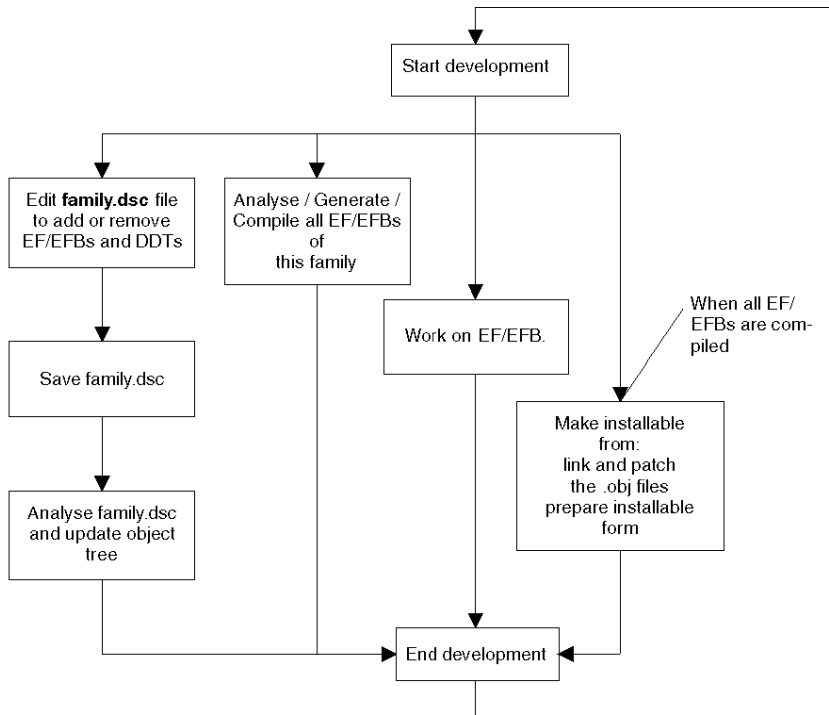 Start development
Edit family.dsc file
to add or remove
EF/EFBs and DDTs
Analyse / Generate /
Compile all EF/EFBs
of
this family
Work on EF/EFB.
When all EF/
EFBs are com-
piled
Save family.dsc
Make installable
from:
link and patch
the .obj files
prepare installable
form
Analyse family.dsc
and update object
tree
End development